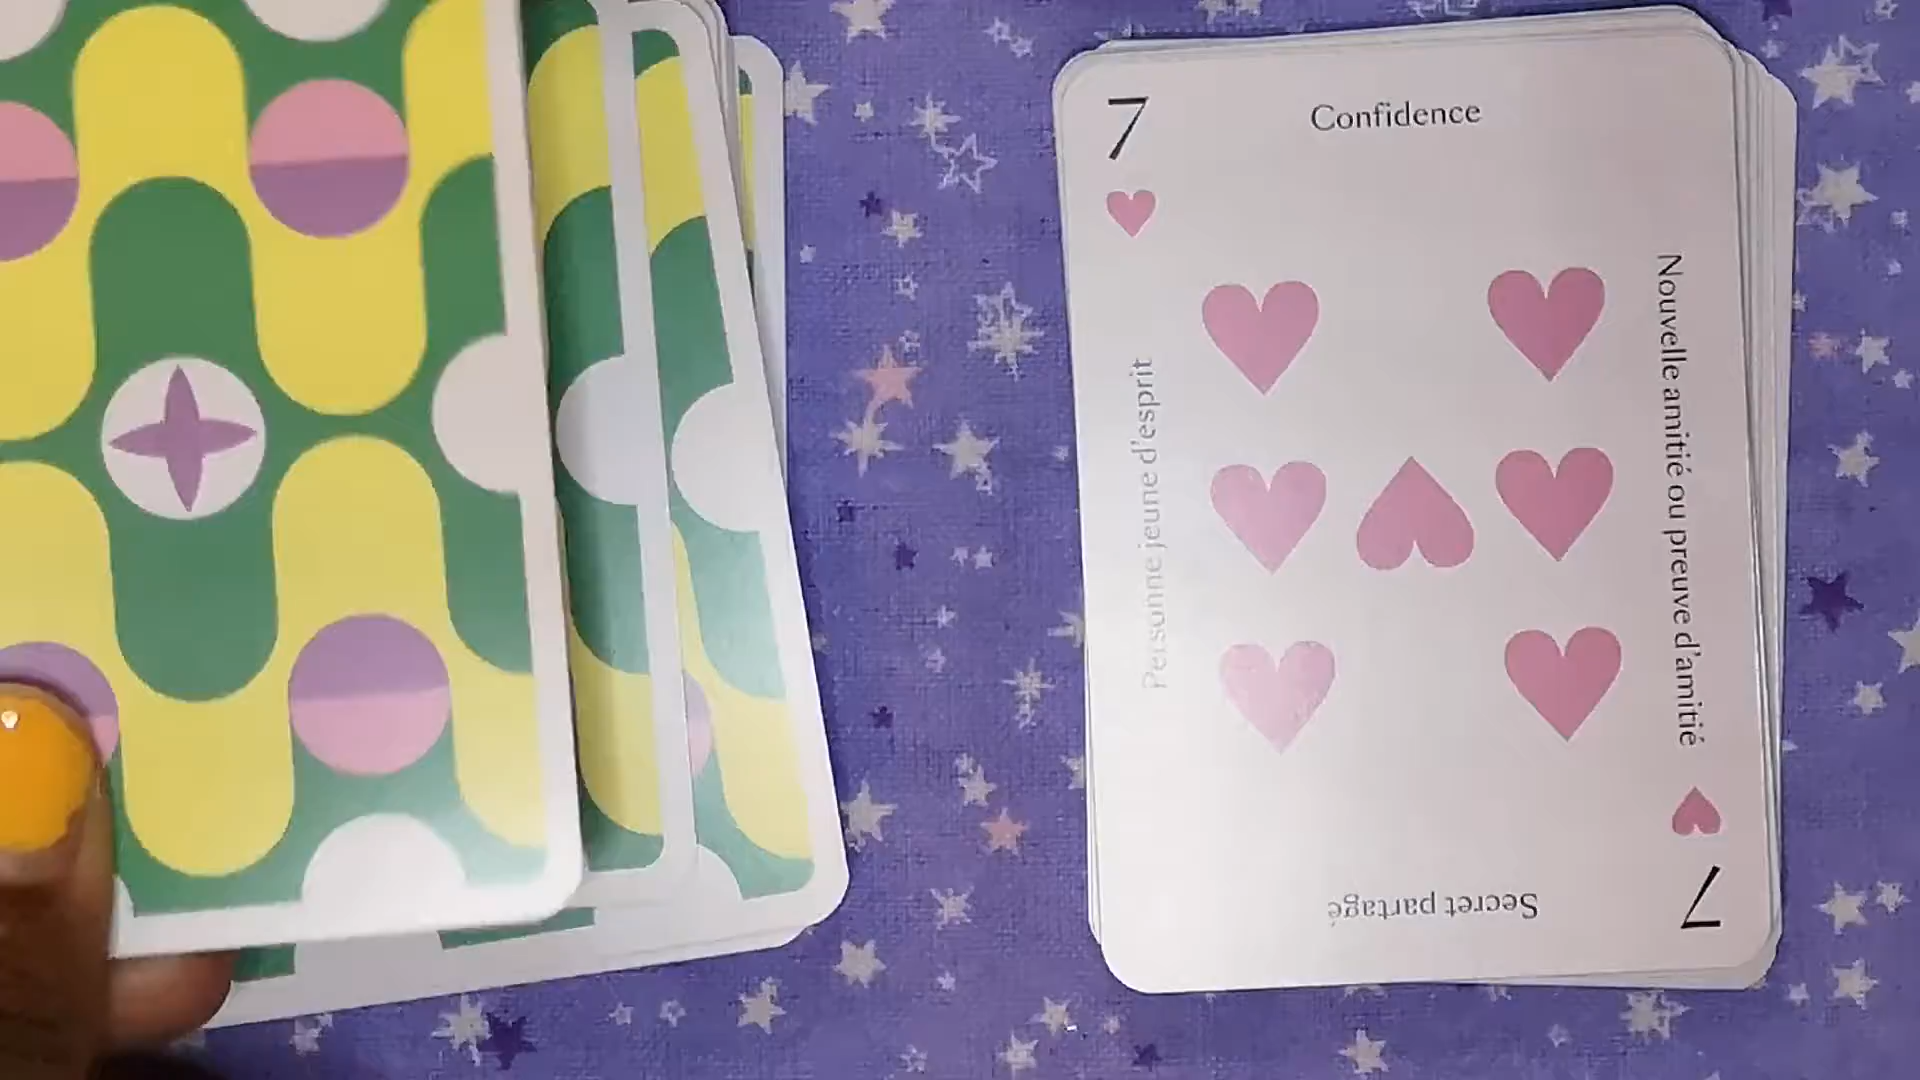 7
Confidence
Personne jeune d'esprit
Nouvelle amitié ou preuve d'amitié
Secret partagé
7